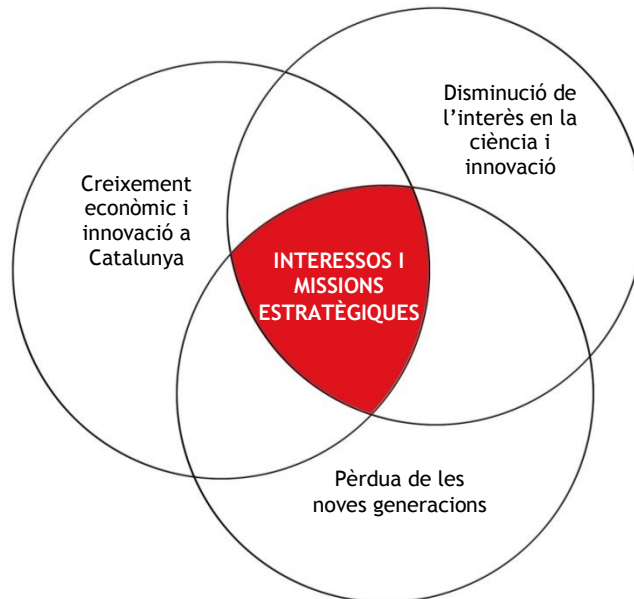 Disminució de
l'interès en la
ciència i
innovació
Creixement
econòmic i
innovació a
Catalunya
INTERESSOS I
MISSIONS
ESTRATÈGIQUES
Pèrdua de les
noves generacions